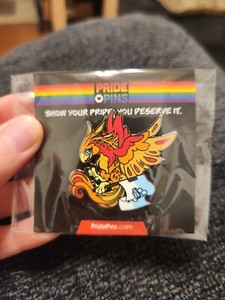 PRIDE
PINS
SHOW YOUR PRIDE, YOU DESERVE IT.
PridePins.com